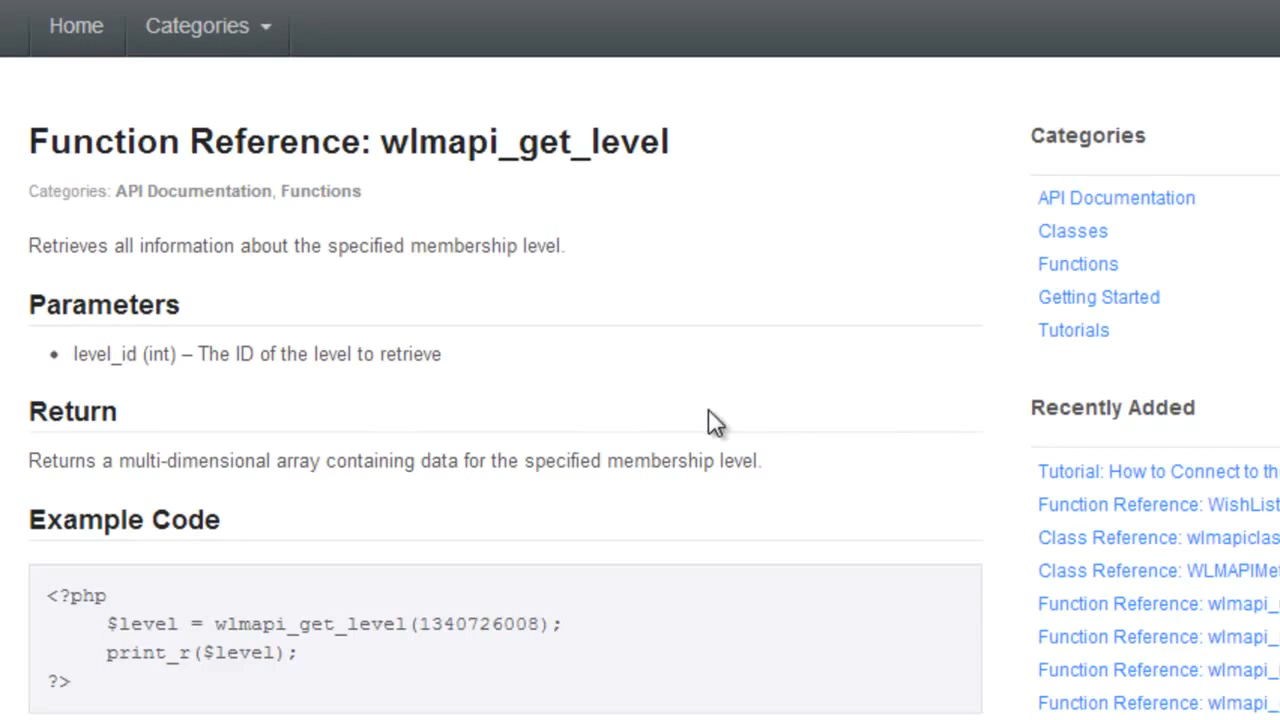 Home Categories
Function Reference: wlmapi_get_level
Categories: API Documentation, Functions
Retrieves all information about the specified membership level.
Parameters
• level_id (int) – The ID of the level to retrieve
Return
Returns a multi-dimensional array containing data for the specified membership level.
Example Code
<?php
$level = wlmapi_get_level(1340726008);
print_r($level);
?>
Categories
API Documentation
Classes
Functions
Getting Started
Tutorials
Recently Added
Tutorial: How to Connect to th
Function Reference: WishList
Class Reference: wlmapiclas
Class Reference: WLMAPIMet
Function Reference: wlmapi_
Function Reference: wlmapi_
Function Reference: wlmapi_
Function Reference: wlmapi_